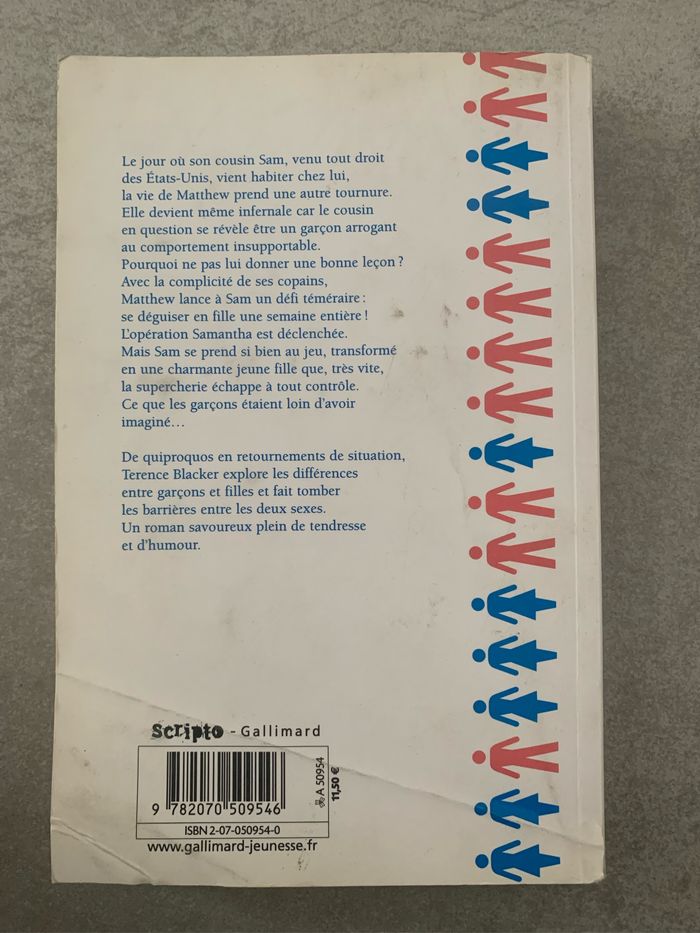 Le jour où son cousin Sam, venu tout droit
des États-Unis, vient habiter chez lui,
la vie de Matthew prend une autre tournure.
Elle devient même infernale car le cousin
en question se révèle être un garçon arrogant
au comportement insupportable.
Pourquoi ne pas lui donner une bonne leçon ?
Avec la complicité de ses copains,
Matthew lance à Sam un défi téméraire :
se déguiser en fille une semaine entière !
L'opération Samantha est déclenchée.
Mais Sam se prend si bien au jeu, transformé
en une charmante jeune fille que, très vite,
la supercherie échappe à tout contrôle.
Ce que les garçons étaient loin d'avoir
imaginé…
De quiproquos en retournements de situation,
Terence Blacker explore les différences
entre garçons et filles et fait tomber
les barrières entre les deux sexes.
Un roman savoureux plein de tendresse
et d'humour.
scripto - Gallimard
9 782070 509546
ISBN 2-07-050954-0
A 50954
11,50 €
www.gallimard-jeunesse.fr